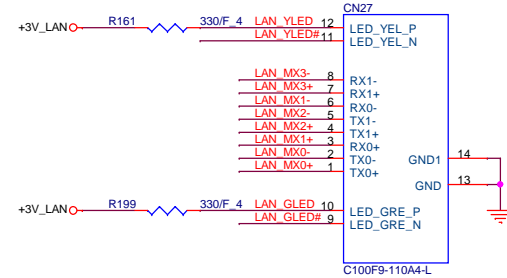 CN27
+3V_LAN R161 330/F_4 LAN_YLED 12 LED_YEL_P
LAN_YLED# 11 LED_YEL_N
LAN_MX3- 8 RX1-
LAN_MX3+ 7 RX1+
LAN_MX1- 6 RX0-
LAN_MX2- 5 TX1-
LAN_MX2+ 4 TX1+
LAN_MX1+ 3 RX0+
LAN_MX0- 2 TX0- GND1 14
LAN_MX0+ 1 TX0+
GND 13
+3V_LAN R199 330/F_4 LAN_GLED 10 LED_GRE_P
LAN_GLED# 9 LED_GRE_N
C100F9-110A4-L